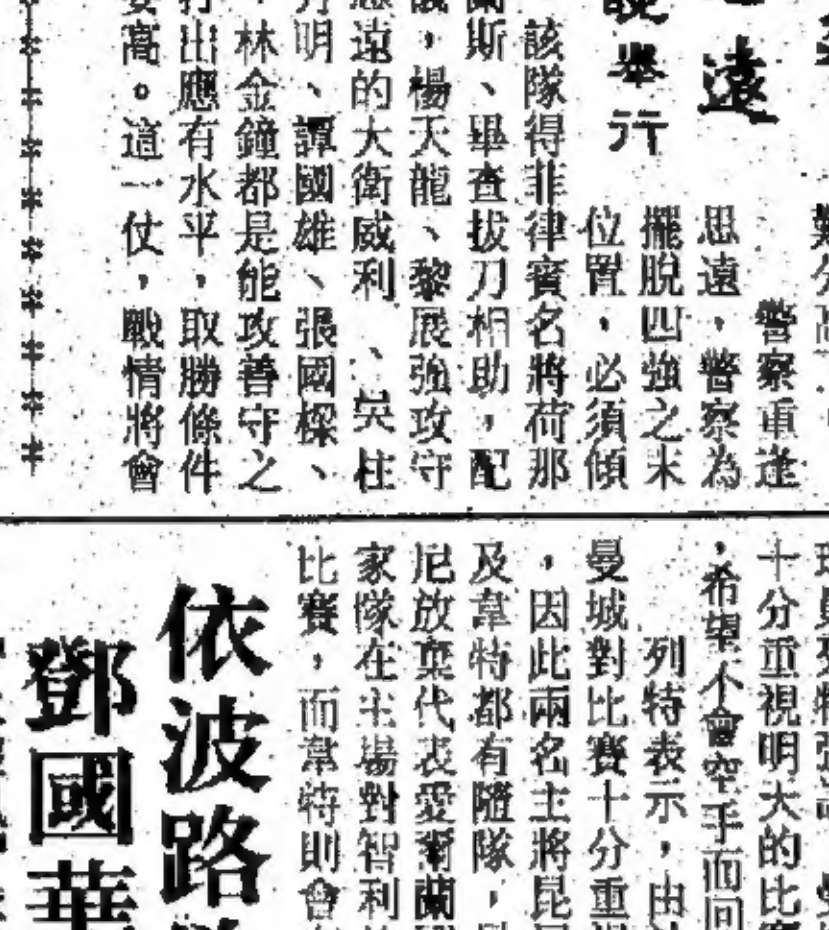 遠
說舉行
警察重逢
思遠，警察為
擺脫四強之末
位置，必須傾
該隊得菲律賓名將荷那
蘭斯、畢查拔刀相助，配
，楊天龍、黎展強攻守
思遠的大衛威利、吳柱
明、譚國雄、張國樑、
，林金鐘都是能攻善守之
打出應有水平，取勝條件
高。這一仗，戰情將會
十分重視明大的比賽
，希望不會空手而回
列特表示，由
曼城對比賽十分重視
，因此兩名主將昆
及韋特都有隨隊，
尼放棄代表愛爾蘭
家隊在主場對智利
比賽，而韋特則會
依波路
鄧國華